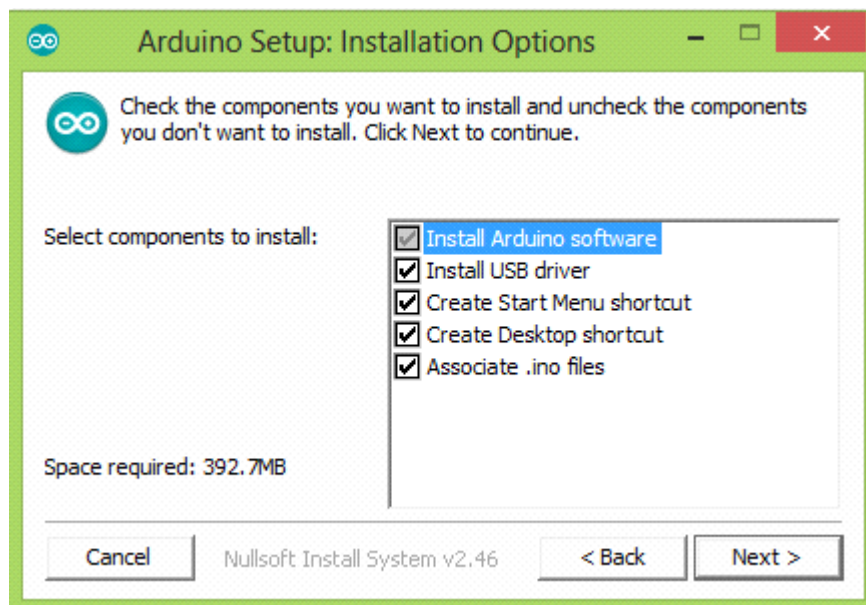 Arduino Setup: Installation Options
Check the components you want to install and uncheck the components
you don't want to install. Click Next to continue.
Select components to install:
Install Arduino software
Install USB driver
Create Start Menu shortcut
Create Desktop shortcut
Associate .ino files
Space required: 392.7MB
Cancel
Nullsoft Install System v2.46
< Back
Next >